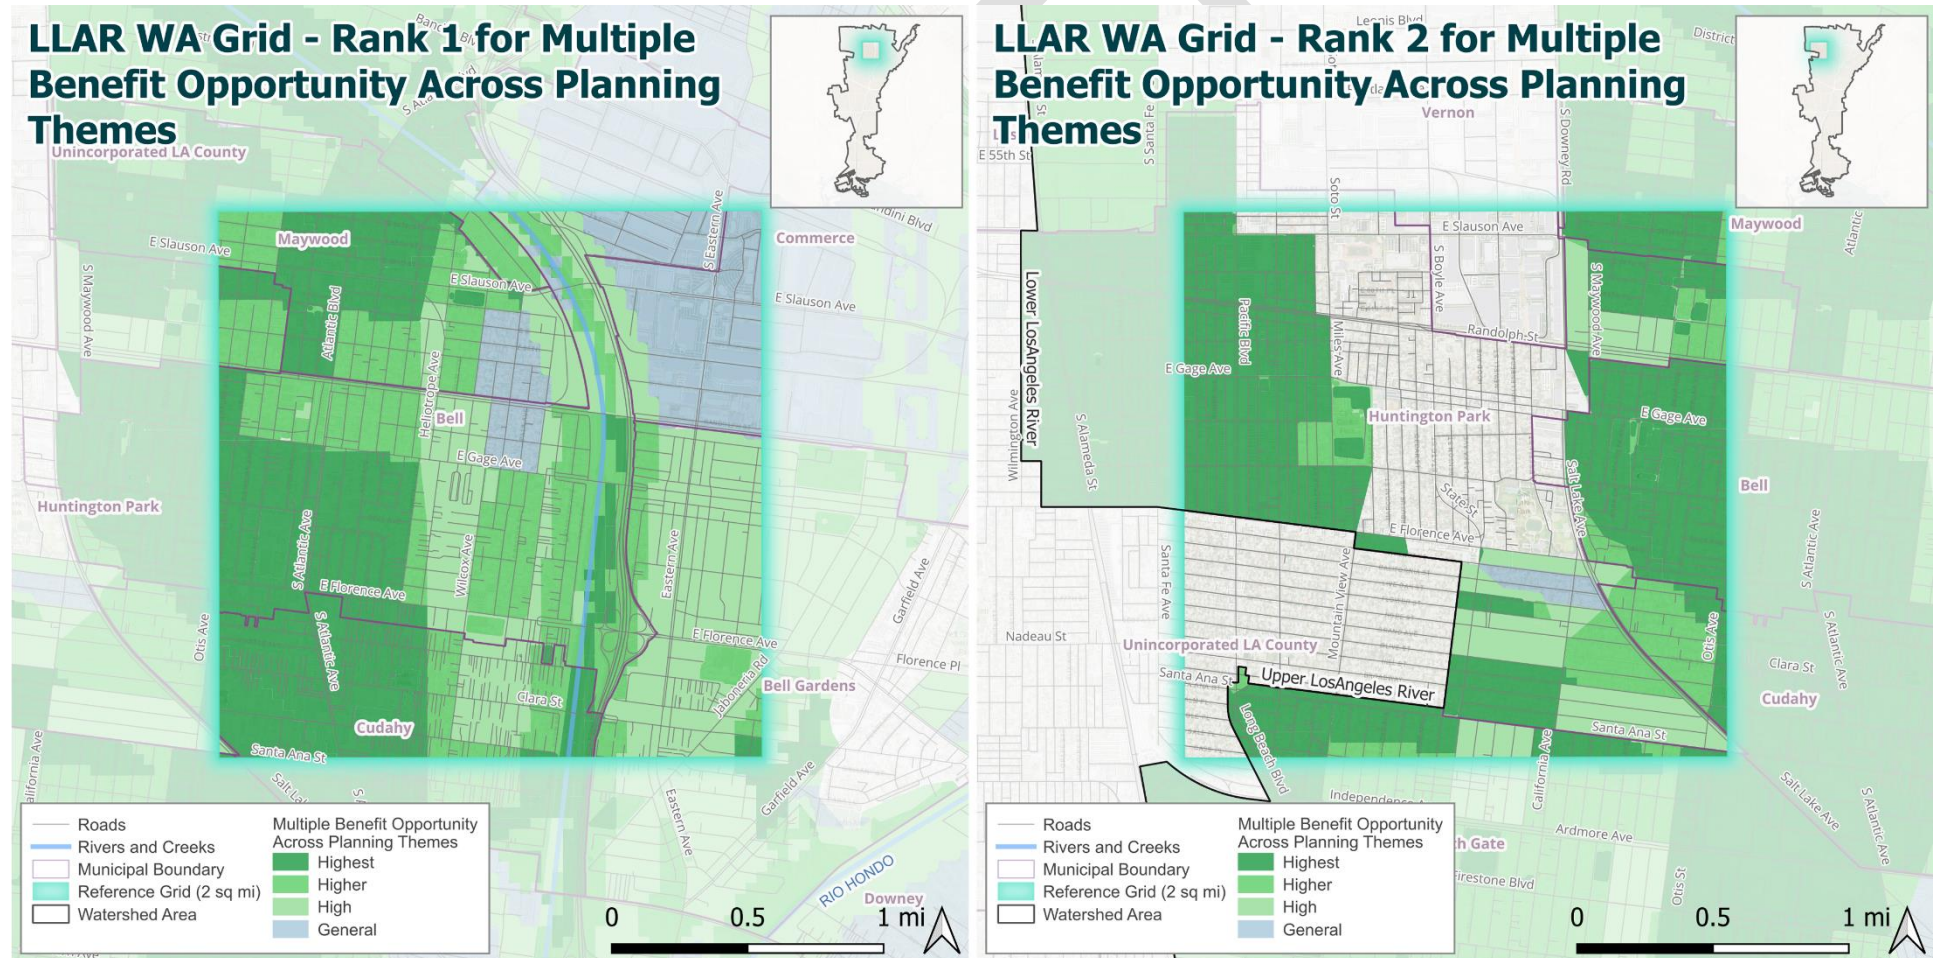 LLAR WA Grid - Rank 1 for Multiple
Benefit Opportunity Across Planning
Themes
Unincorporated LA County
S Atl
Maywood
Commerce
E Slauson Ave
S Eastern Ave
E Slauson Ave
E Slauson Ave
S Maywood Ave
Atlantic Blvd
Heliotrope Ave
Bell
E Gage Ave
Huntington Park
S Atlantic Ave
Wilcox Ave
Eastern Ave
E Florence Ave
Garfield Ave
Otis Ave
S Atlantic Ave
E Florence Ave
Florence Pl
Jaboneria Rd
Bell Gardens
Clara St
Cudahy
Santa Ana St
Garfield Ave
Eastern Ave
RIO HONDO
Downey
Roads
Rivers and Creeks
Municipal Boundary
Reference Grid (2 sq mi)
Watershed Area
Multiple Benefit Opportunity
Across Planning Themes
Highest
Higher
High
General
0 0.5 1 mi
LLAR WA Grid - Rank 2 for Multiple
Benefit Opportunity Across Planning
Themes
Leonis Blvd
District
Vernon
E 55th St
S Santa Fe
S Downey Rd
Soto St
E Slauson Ave
Maywood
Atlantic
S Boyle Ave
S Maywood Ave
Lower LosAngeles River
Pacific Blvd
Miles Ave
Randolph St
E Gage Ave
Huntington Park
E Gage Ave
Wilmington Ave
S Alameda St
Bell
State St
Salt Lake Ave
E Florence Ave
S Atlantic Ave
Santa Fe Ave
Mountain View Ave
Nadeau St
Unincorporated LA County
Otis Ave
S Atlantic Ave
Clara St
Santa Ana St
Upper LosAngeles River
Cudahy
Long Beach Blvd
Santa Ana St
California Ave
Salt Lake Ave
S Atlantic Ave
Ardmore Ave
th Gate
Firestone Blvd
Otis St
Roads
Rivers and Creeks
Municipal Boundary
Reference Grid (2 sq mi)
Watershed Area
Multiple Benefit Opportunity
Across Planning Themes
Highest
Higher
High
General
0 0.5 1 mi